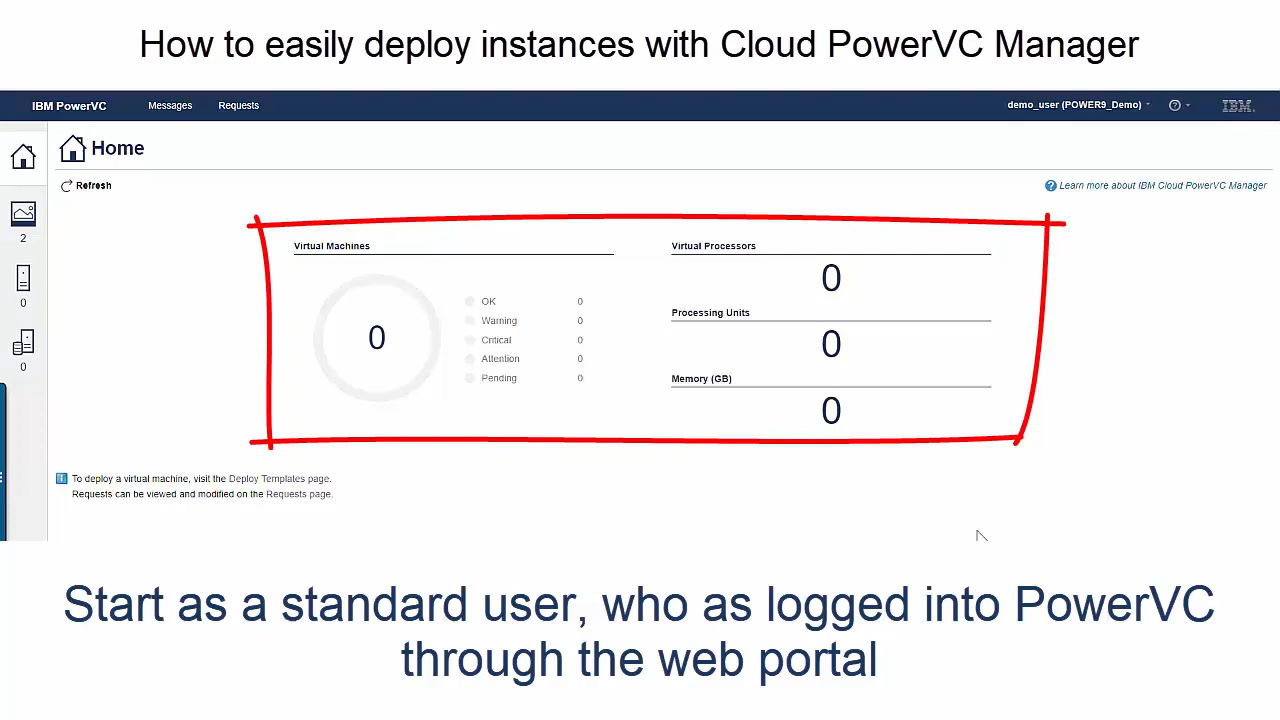 How to easily deploy instances with Cloud PowerVC Manager
IBM PowerVC Messages Requests demo_user (POWER9_Demo) ? IBM
Home
Refresh ? Learn more about IBM Cloud PowerVC Manager
2
0
0
Virtual Machines
0
OK 0
Warning 0
Critical 0
Attention 0
Pending 0
Virtual Processors
0
Processing Units
0
Memory (GB)
0
To deploy a virtual machine, visit the Deploy Templates page.
Requests can be viewed and modified on the Requests page.
Start as a standard user, who as logged into PowerVC
through the web portal